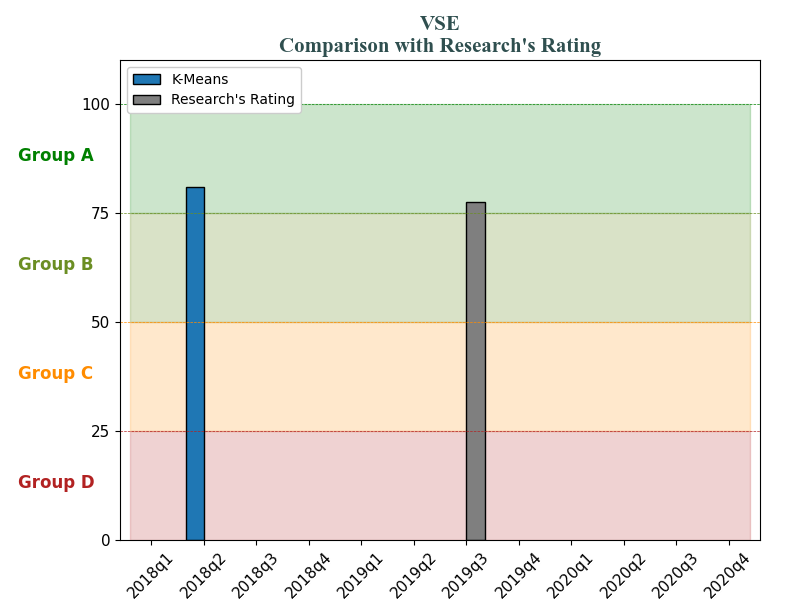 VSE
Comparison with Research's Rating
K-Means
Research's Rating
100
Group A
75
Group B
50
Group C
25
Group D
0
2018q1
2018q2
2018q3
2018q4
2019q1
2019q2
2019q3
2019q4
2020q1
2020q2
2020q3
2020q4